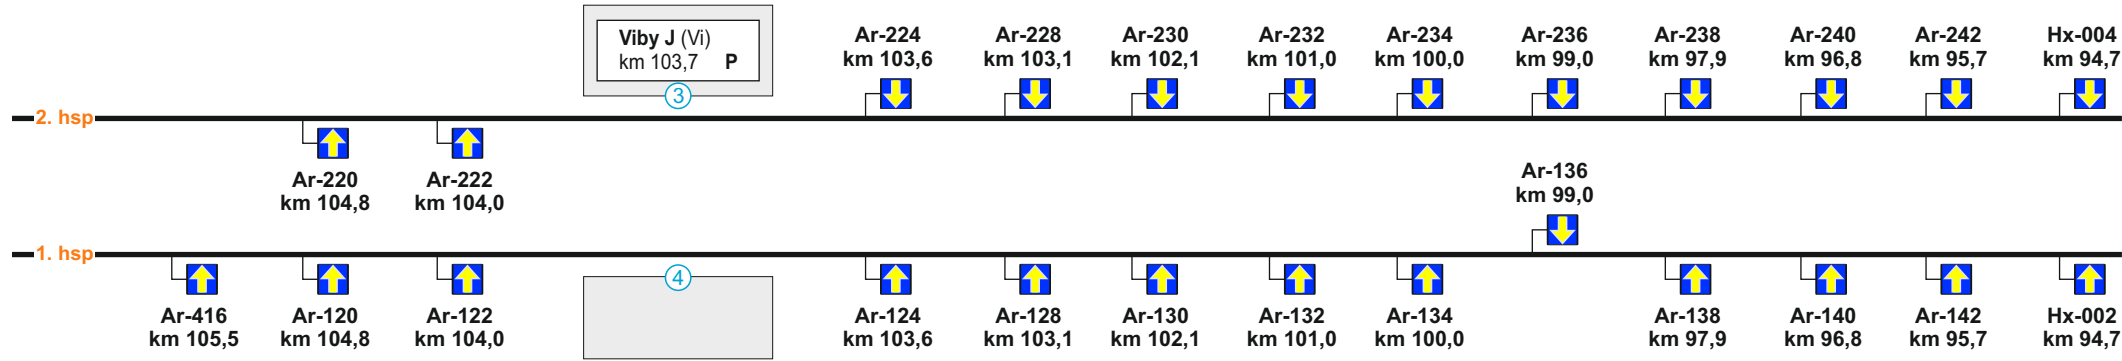 Viby J (Vi)
km 103,7 P
3
Ar-224
km 103,6
Ar-228
km 103,1
Ar-230
km 102,1
Ar-232
km 101,0
Ar-234
km 100,0
Ar-236
km 99,0
Ar-238
km 97,9
Ar-240
km 96,8
Ar-242
km 95,7
Hx-004
km 94,7
2. hsp
Ar-220
km 104,8
Ar-222
km 104,0
Ar-136
km 99,0
1. hsp
4
Ar-416
km 105,5
Ar-120
km 104,8
Ar-122
km 104,0
Ar-124
km 103,6
Ar-128
km 103,1
Ar-130
km 102,1
Ar-132
km 101,0
Ar-134
km 100,0
Ar-138
km 97,9
Ar-140
km 96,8
Ar-142
km 95,7
Hx-002
km 94,7